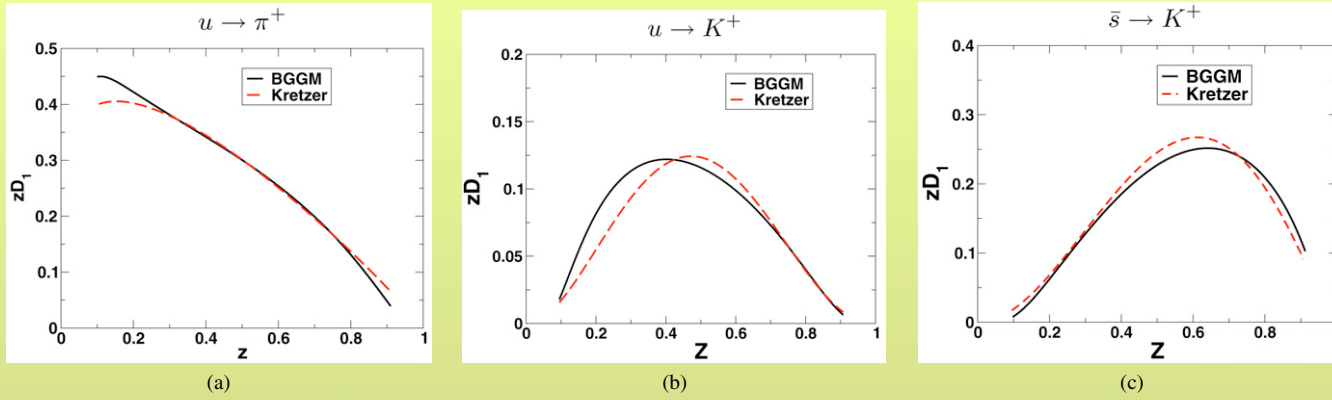 u → π⁺
0.5
0.4
0.3
0.2
0.1
0
zD₁
BGGM
Kretzer
0 0.2 0.4 0.6 0.8 1
z
(a)
u → K⁺
0.2
0.15
0.1
0.05
0
zD₁
BGGM
Kretzer
0 0.2 0.4 0.6 0.8 1
Z
(b)
s̄ → K⁺
0.4
0.3
0.2
0.1
0
zD₁
BGGM
Kretzer
0 0.2 0.4 0.6 0.8
Z
(c)